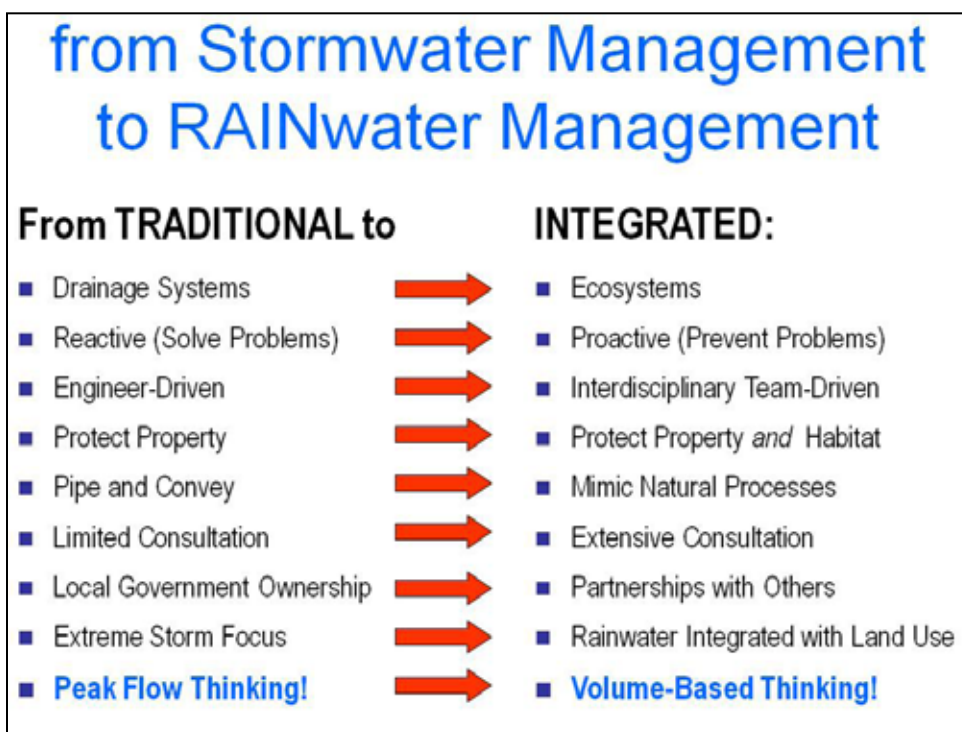 from Stormwater Management
to RAINwater Management
From TRADITIONAL to INTEGRATED:
Drainage Systems Ecosystems
Reactive (Solve Problems) Proactive (Prevent Problems)
Engineer-Driven Interdisciplinary Team-Driven
Protect Property Protect Property and Habitat
Pipe and Convey Mimic Natural Processes
Limited Consultation Extensive Consultation
Local Government Ownership Partnerships with Others
Extreme Storm Focus Rainwater Integrated with Land Use
Peak Flow Thinking! Volume-Based Thinking!